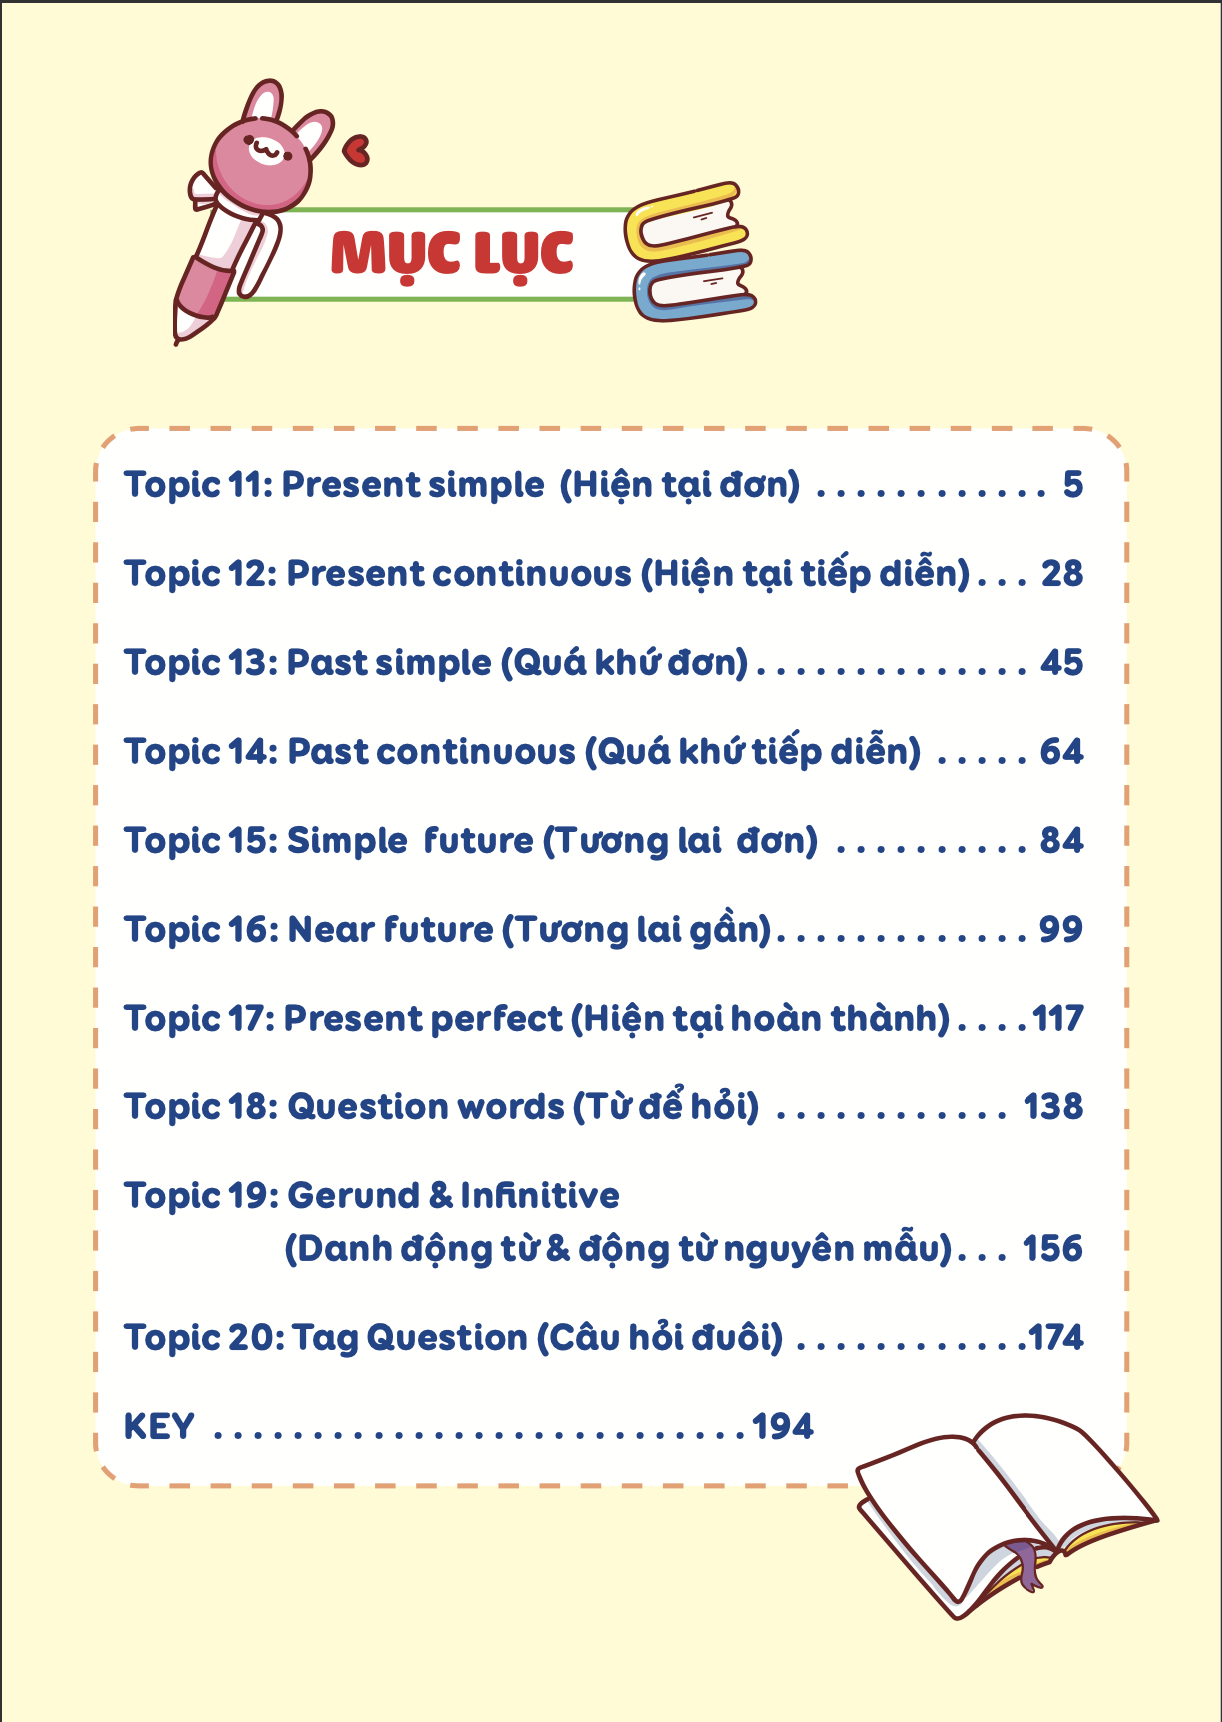 MỤC LỤC
Topic 11: Present simple (Hiện tại đơn) . . . . . . . . . . . . 5
Topic 12: Present continuous (Hiện tại tiếp diễn) . . . 28
Topic 13: Past simple (Quá khứ đơn) . . . . . . . . . . . . . . 45
Topic 14: Past continuous (Quá khứ tiếp diễn) . . . . . 64
Topic 15: Simple future (Tương lai đơn) . . . . . . . . . . 84
Topic 16: Near future (Tương lai gần) . . . . . . . . . . . . . 99
Topic 17: Present perfect (Hiện tại hoàn thành) . . . . 117
Topic 18: Question words (Từ để hỏi) . . . . . . . . . . . . 138
Topic 19: Gerund & Infinitive
(Danh động từ & động từ nguyên mẫu) . . . 156
Topic 20: Tag Question (Câu hỏi đuôi) . . . . . . . . . . . . 174
KEY . . . . . . . . . . . . . . . . . . . . . . . . . . . 194